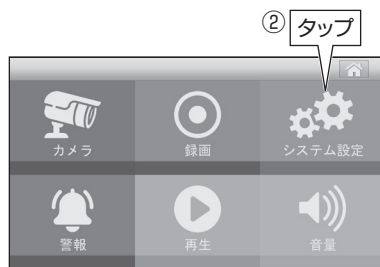 ② タップ
カメラ 録画 システム設定
警報 再生 音量